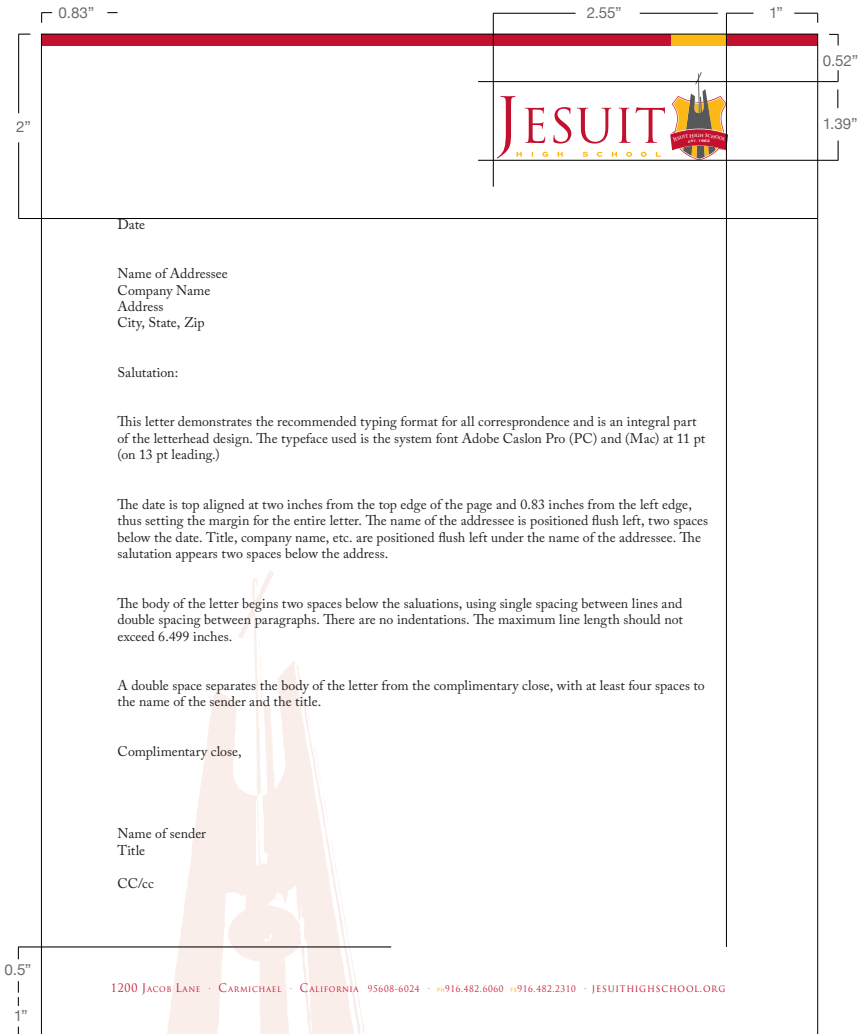 0.83”
2.55”
1”
0.52”
2”
1.39”
JESUIT
HIGH SCHOOL
JESUIT HIGH SCHOOL
EST. 1963
Date
Name of Addressee
Company Name
Address
City, State, Zip
Salutation:
This letter demonstrates the recommended typing format for all corresprondence and is an integral part
of the letterhead design. The typeface used is the system font Adobe Caslon Pro (PC) and (Mac) at 11 pt
(on 13 pt leading.)
The date is top aligned at two inches from the top edge of the page and 0.83 inches from the left edge,
thus setting the margin for the entire letter. The name of the addressee is positioned flush left, two spaces
below the date. Title, company name, etc. are positioned flush left under the name of the addressee. The
salutation appears two spaces below the address.
The body of the letter begins two spaces below the saluations, using single spacing between lines and
double spacing between paragraphs. There are no indentations. The maximum line length should not
exceed 6.499 inches.
A double space separates the body of the letter from the complimentary close, with at least four spaces to
the name of the sender and the title.
Complimentary close,
Name of sender
Title
CC/cc
0.5”
1200 Jacob Lane · Carmichael · California 95608-6024 · PH916.482.6060 FX916.482.2310 · JESUITHIGHSCHOOL.ORG
1”